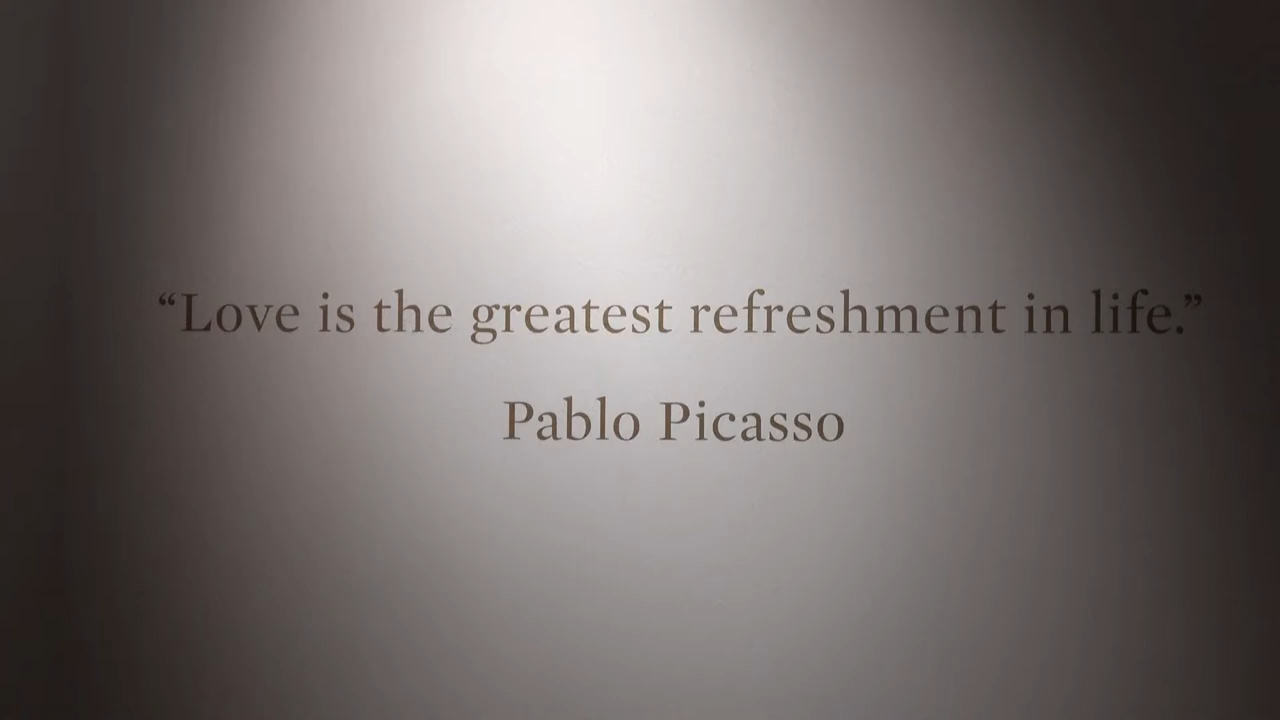 “Love is the greatest refreshment in life.”
Pablo Picasso